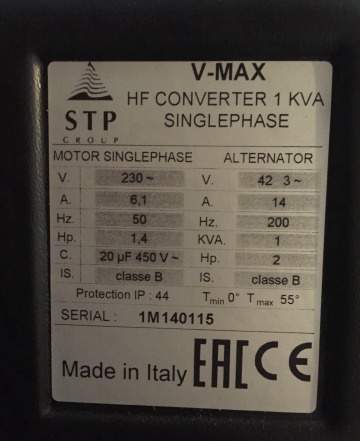 V-MAX
HF CONVERTER 1 KVA
SINGLEPHASE
STP
GROUP
MOTOR SINGLEPHASE ALTERNATOR
V. 230 ~ V. 42 3 ~
A. 6,1 A. 14
Hz. 50 Hz. 200
Hp. 1,4 KVA. 1
C. 20 µF 450 V ~ Hp. 2
IS. classe B IS. classe B
Protection IP : 44 Tmin 0° Tmax 55°
SERIAL : 1M140115
Made in Italy EAC CE